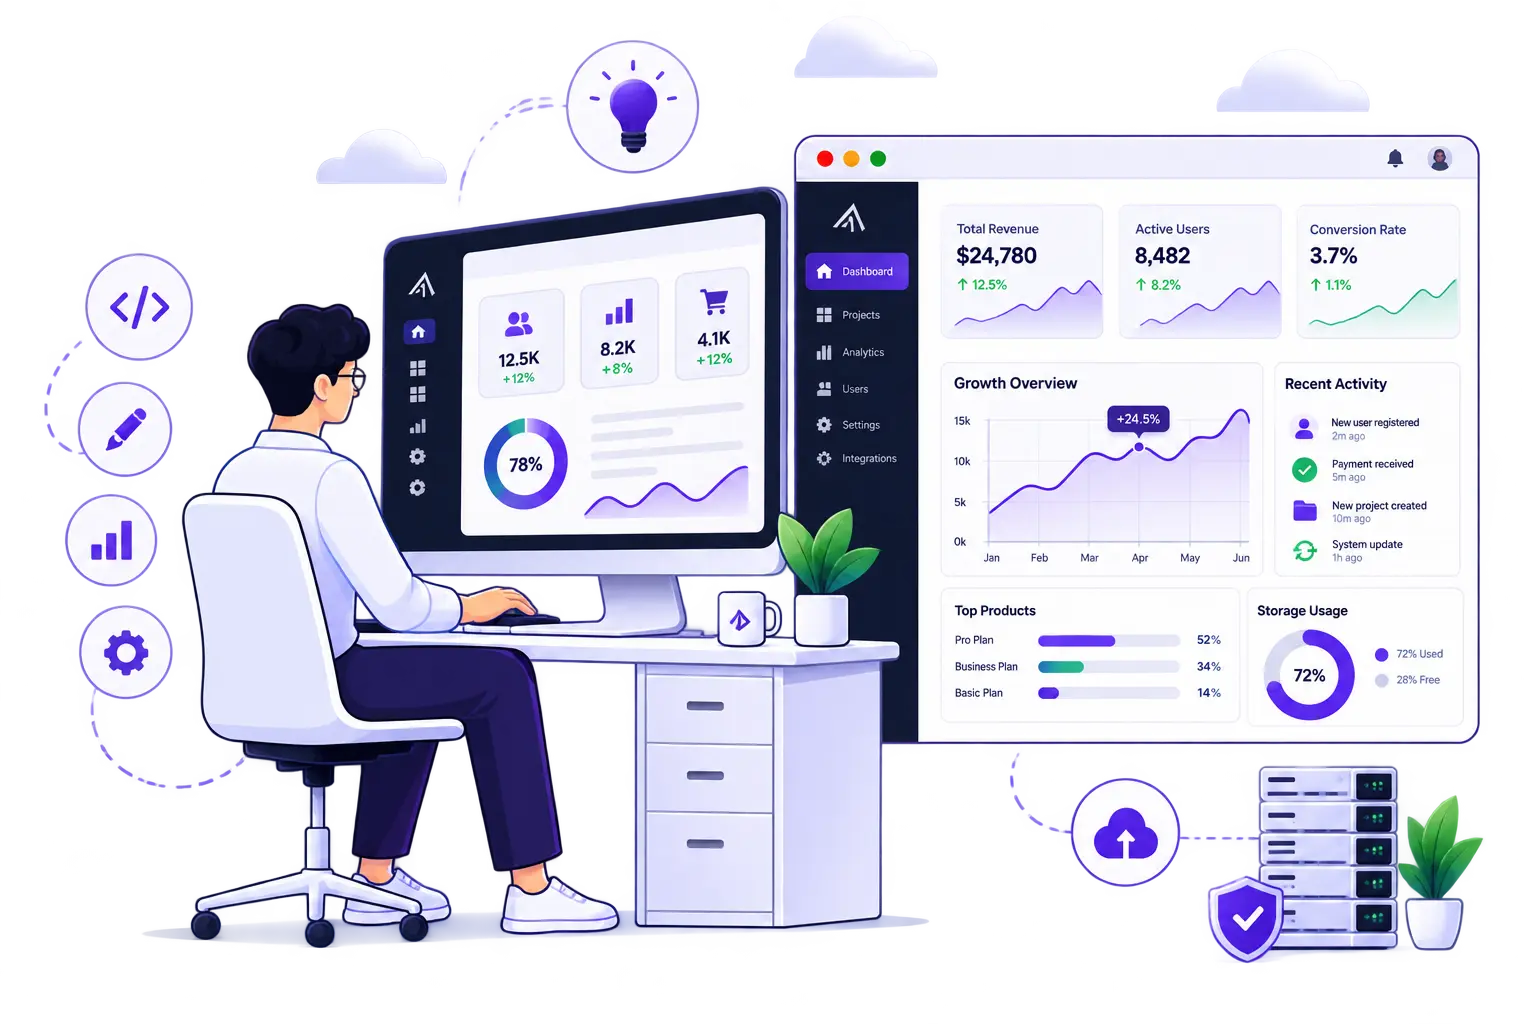 12.5K
+12%
8.2K
+8%
4.1K
+12%
78%
Dashboard
Projects
Analytics
Users
Settings
Integrations
Total Revenue
$24,780
↑ 12.5%
Active Users
8,482
↑ 8.2%
Conversion Rate
3.7%
↑ 1.1%
Growth Overview
+24.5%
15k
10k
5k
0k
Jan Feb Mar Apr May Jun
Recent Activity
New user registered
2m ago
Payment received
5m ago
New project created
10m ago
System update
1h ago
Top Products
Pro Plan 52%
Business Plan 34%
Basic Plan 14%
Storage Usage
72%
72% Used
28% Free